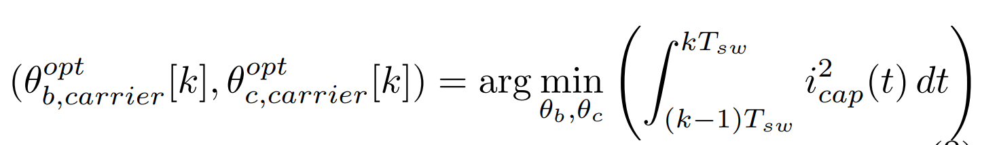 (θ_{b,carrier}^{opt}[k], θ_{c,carrier}^{opt}[k]) = arg min_{θ_b,θ_c} ( ∫_{(k−1)T_{sw}}^{kT_{sw}} i_{cap}^2(t) dt )